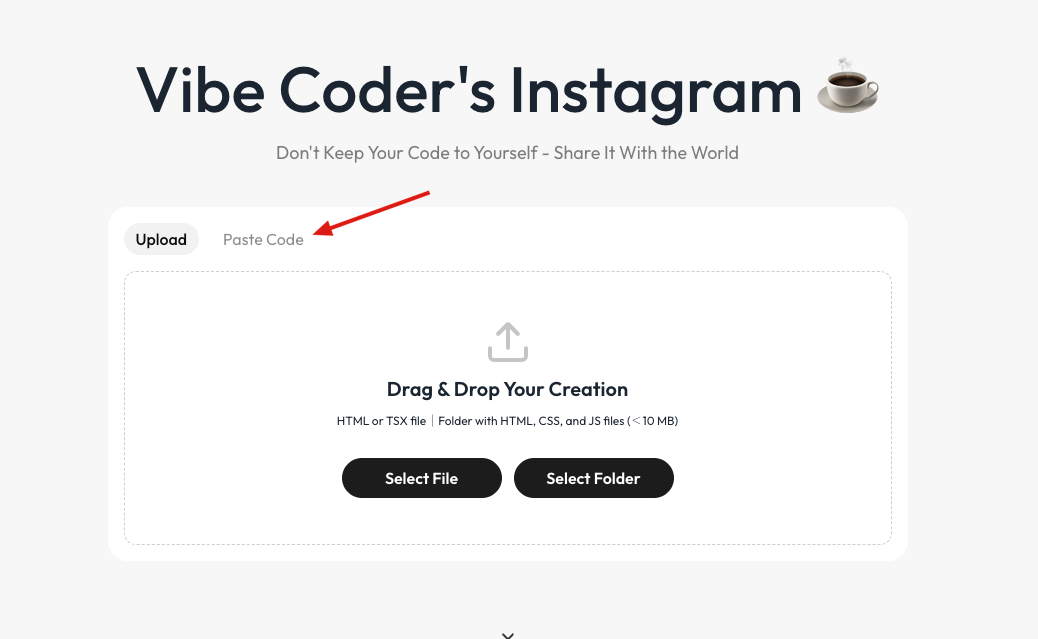 Vibe Coder's Instagram
Don't Keep Your Code to Yourself - Share It With the World
Upload Paste Code
Drag & Drop Your Creation
HTML or TSX file | Folder with HTML, CSS, and JS files (<10 MB)
Select File Select Folder